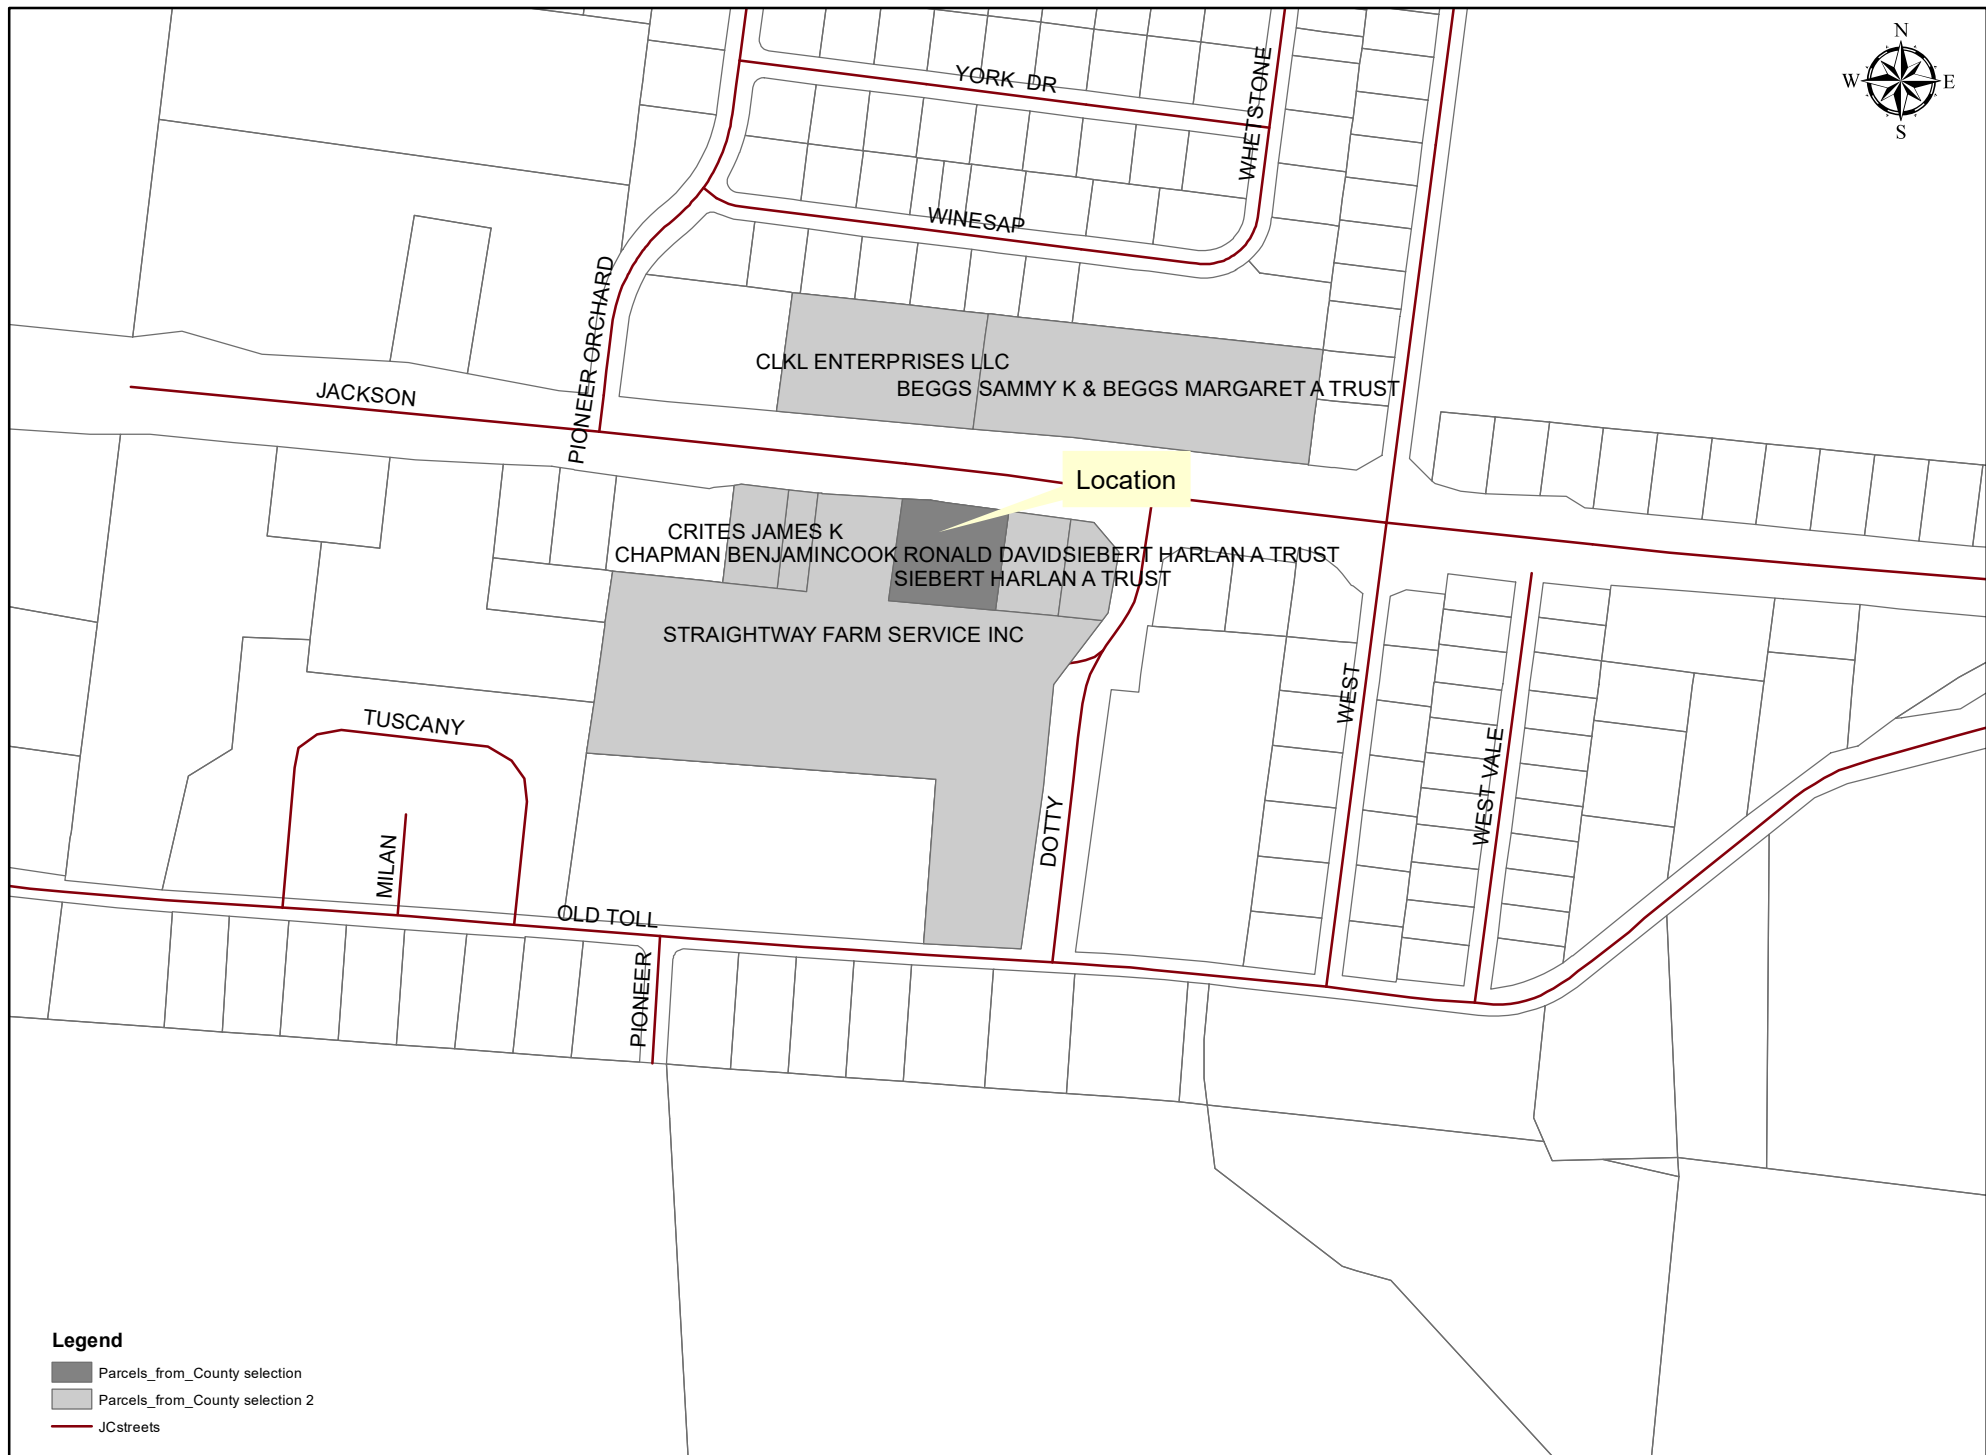 N
W E
S
YORK DR
WHETSTONE
WINESAP
PIONEER ORCHARD
CLKL ENTERPRISES LLC
BEGGS SAMMY K & BEGGS MARGARET A TRUST
JACKSON
Location
CRITES JAMES K
CHAPMAN BENJAMINCOOK RONALD DAVIDSIEBERT HARLAN A TRUST
SIEBERT HARLAN A TRUST
STRAIGHTWAY FARM SERVICE INC
WEST
TUSCANY
WEST VALE
DOTTY
MILAN
OLD TOLL
PIONEER
Legend
Parcels_from_County selection
Parcels_from_County selection 2
JCstreets